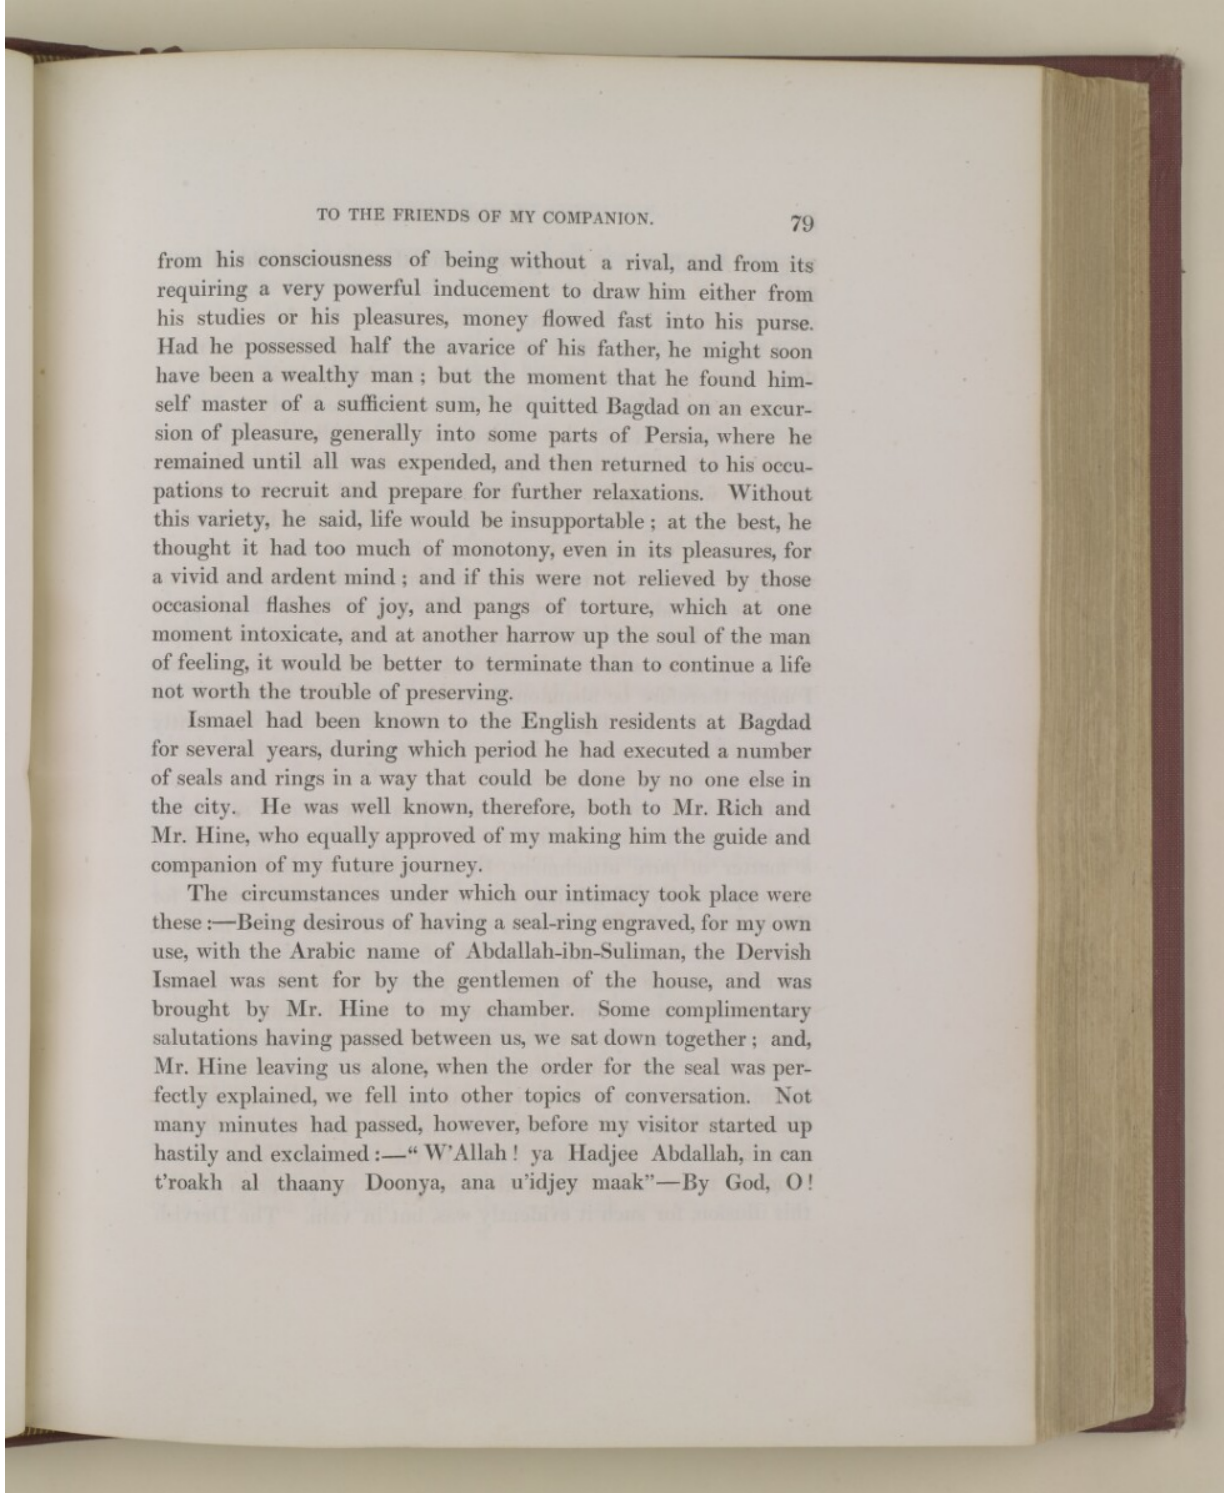 TO THE FRIENDS OF MY COMPANION. 79
from his consciousness of being without a rival, and from its
requiring a very powerful inducement to draw him either from
his studies or his pleasures, money flowed fast into his purse.
Had he possessed half the avarice of his father, he might soon
have been a wealthy man ; but the moment that he found him-
self master of a sufficient sum, he quitted Bagdad on an excur-
sion of pleasure, generally into some parts of Persia, where he
remained until all was expended, and then returned to his occu-
pations to recruit and prepare for further relaxations. Without
this variety, he said, life would be insupportable ; at the best, he
thought it had too much of monotony, even in its pleasures, for
a vivid and ardent mind ; and if this were not relieved by those
occasional flashes of joy, and pangs of torture, which at one
moment intoxicate, and at another harrow up the soul of the man
of feeling, it would be better to terminate than to continue a life
not worth the trouble of preserving.
Ismael had been known to the English residents at Bagdad
for several years, during which period he had executed a number
of seals and rings in a way that could be done by no one else in
the city. He was well known, therefore, both to Mr. Rich and
Mr. Hine, who equally approved of my making him the guide and
companion of my future journey.
The circumstances under which our intimacy took place were
these :—Being desirous of having a seal-ring engraved, for my own
use, with the Arabic name of Abdallah-ibn-Suliman, the Dervish
Ismael was sent for by the gentlemen of the house, and was
brought by Mr. Hine to my chamber. Some complimentary
salutations having passed between us, we sat down together ; and,
Mr. Hine leaving us alone, when the order for the seal was per-
fectly explained, we fell into other topics of conversation. Not
many minutes had passed, however, before my visitor started up
hastily and exclaimed :—“ W’Allah ! ya Hadjee Abdallah, in can
t’roakh al thaany Doonya, ana u’idjey maak”—By God, O!